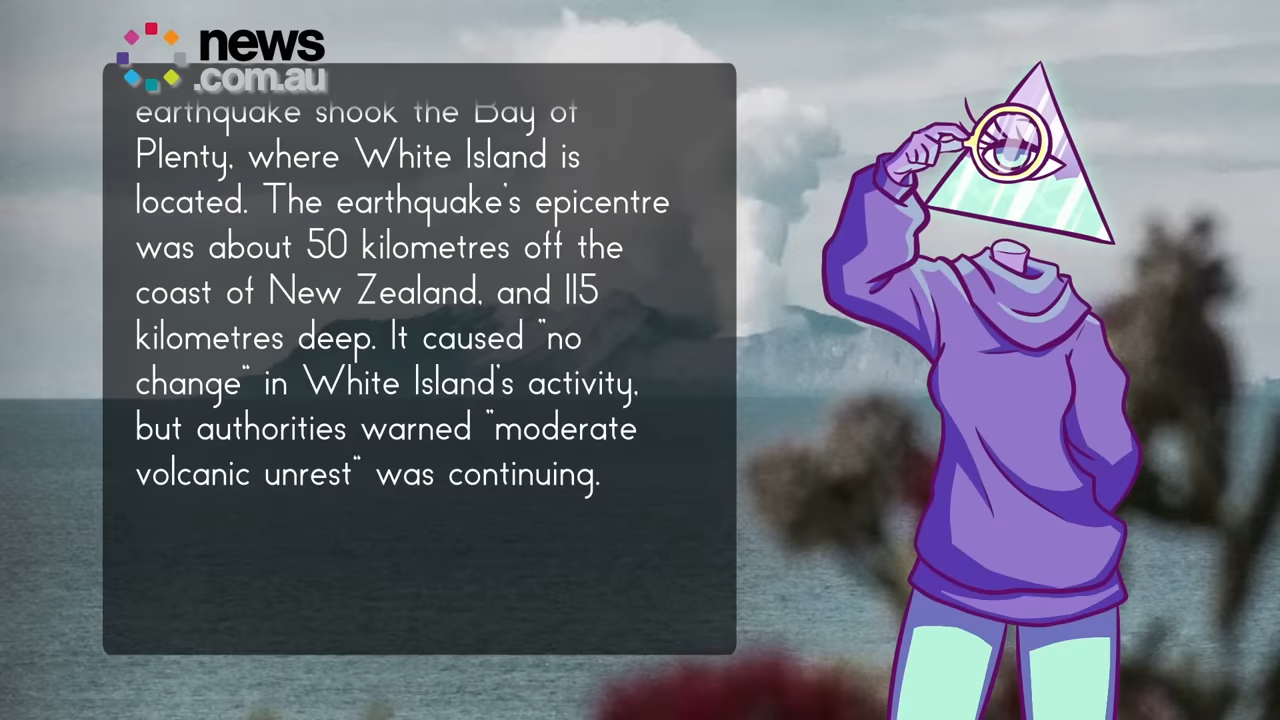 news
.com.au
earthquake shook the Bay of
Plenty, where White Island is
located. The earthquake's epicentre
was about 50 kilometres off the
coast of New Zealand, and 115
kilometres deep. It caused "no
change" in White Island's activity,
but authorities warned "moderate
volcanic unrest" was continuing.